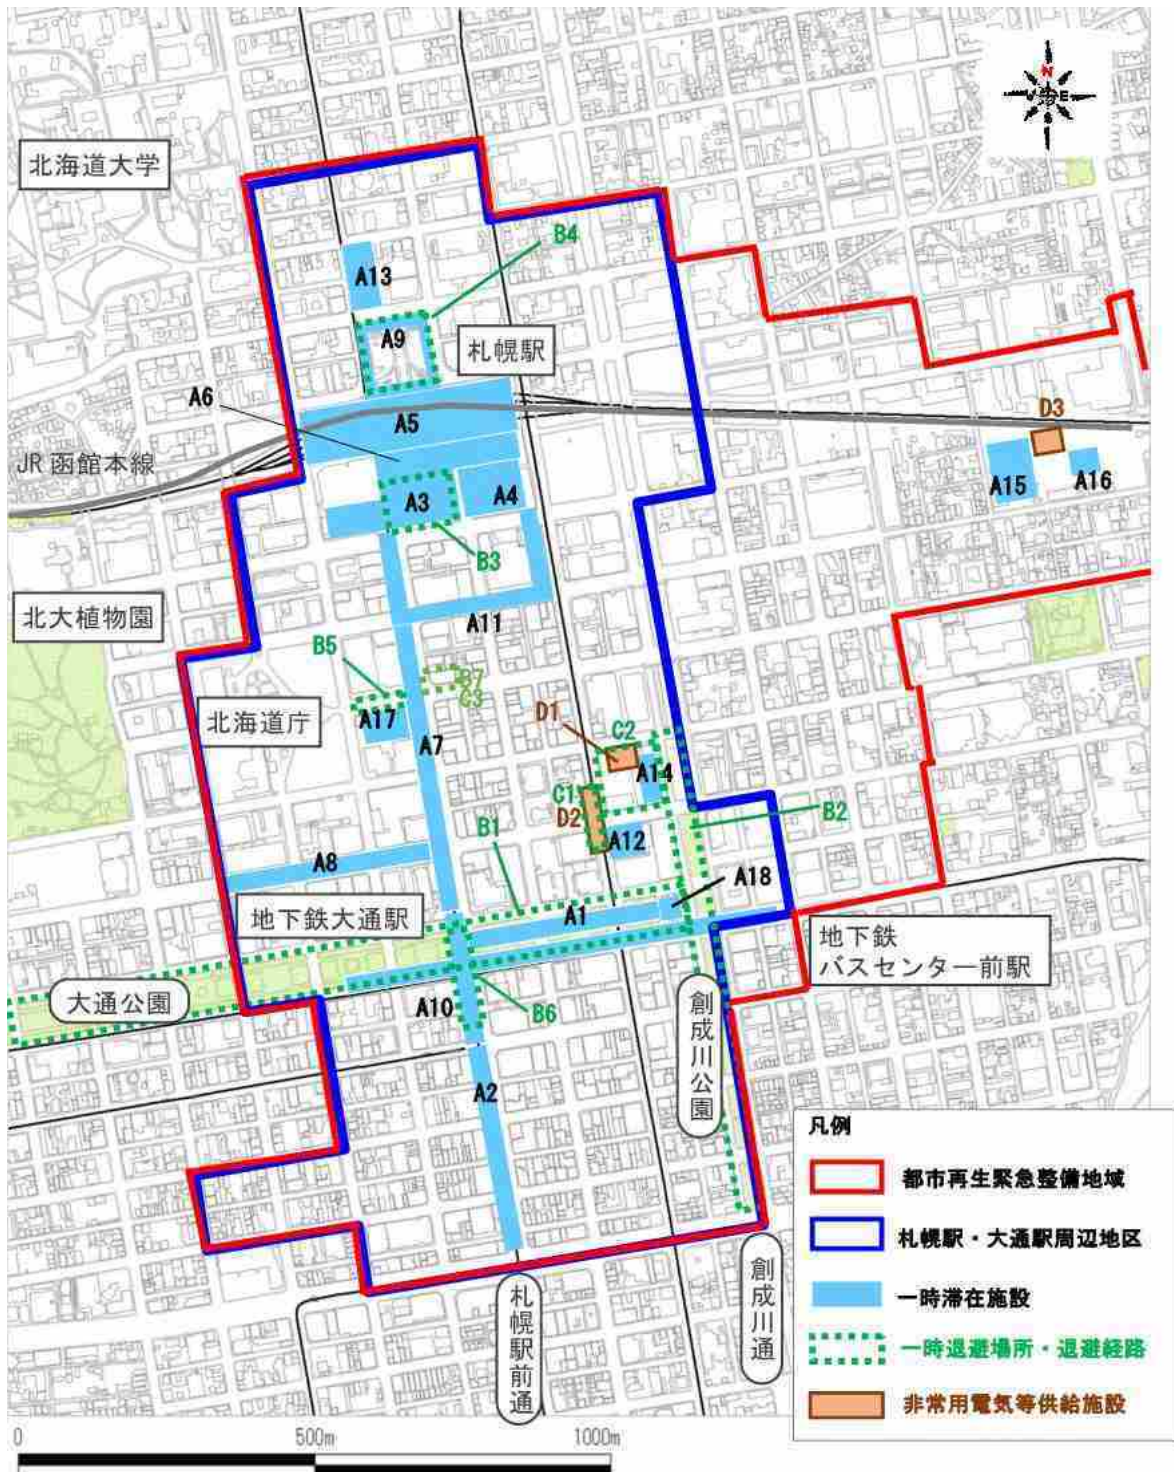 N
W
E
S
北海道大学
B4
A13
A9
札幌駅
A6
A5
D3
JR函館本線
A3
A4
A15
A16
B3
北大植物園
A11
B5
B7
C3
北海道庁
A17
D1
C2
A7
A14
C1
D2
B1
B2
A12
A8
A18
地下鉄大通駅
A1
地下鉄
バスセンター前駅
大通公園
A10
B6
創成川公園
A2
凡例
都市再生緊急整備地域
札幌駅・大通駅周辺地区
一時滞在施設
一時退避場所・退避経路
非常用電気等供給施設
札幌駅前通
創成川通
0
500m
1000m